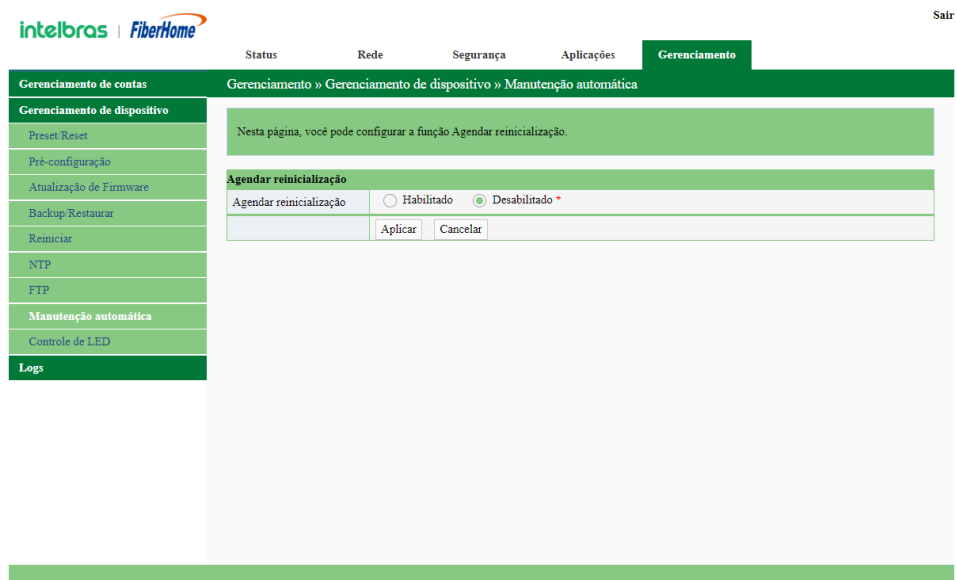 intelbras | FiberHome
Sair
Status Rede Segurança Aplicações Gerenciamento
Gerenciamento de contas
Gerenciamento » Gerenciamento de dispositivo » Manutenção automática
Gerenciamento de dispositivo
Preset/Reset
Pré-configuração
Atualização de Firmware
Backup/Restaurar
Reiniciar
NTP
FTP
Manutenção automática
Controle de LED
Logs
Nesta página, você pode configurar a função Agendar reinicialização.
Agendar reinicialização
Agendar reinicialização Habilitado Desabilitado *
Aplicar Cancelar